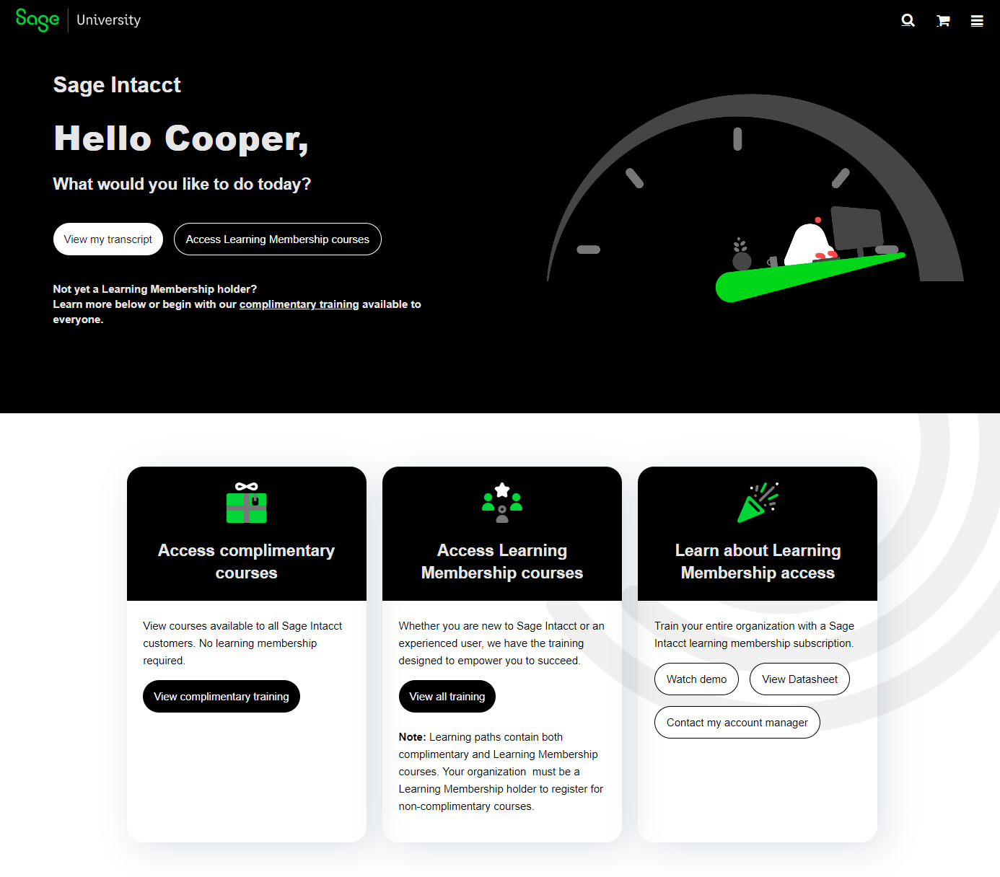 Sage University
Sage Intacct
Hello Cooper,
What would you like to do today?
View my transcript
Access Learning Membership courses
Not yet a Learning Membership holder?
Learn more below or begin with our complimentary training available to
everyone.
Access complimentary
courses
View courses available to all Sage Intacct
customers. No learning membership
required.
View complimentary training
Access Learning
Membership courses
Whether you are new to Sage Intacct or an
experienced user, we have the training
designed to empower you to succeed.
View all training
Note: Learning paths contain both
complimentary and Learning Membership
courses. Your organization  must be a
Learning Membership holder to register for
non-complimentary courses.
Learn about Learning
Membership access
Train your entire organization with a Sage
Intacct learning membership subscription.
Watch demo
View Datasheet
Contact my account manager